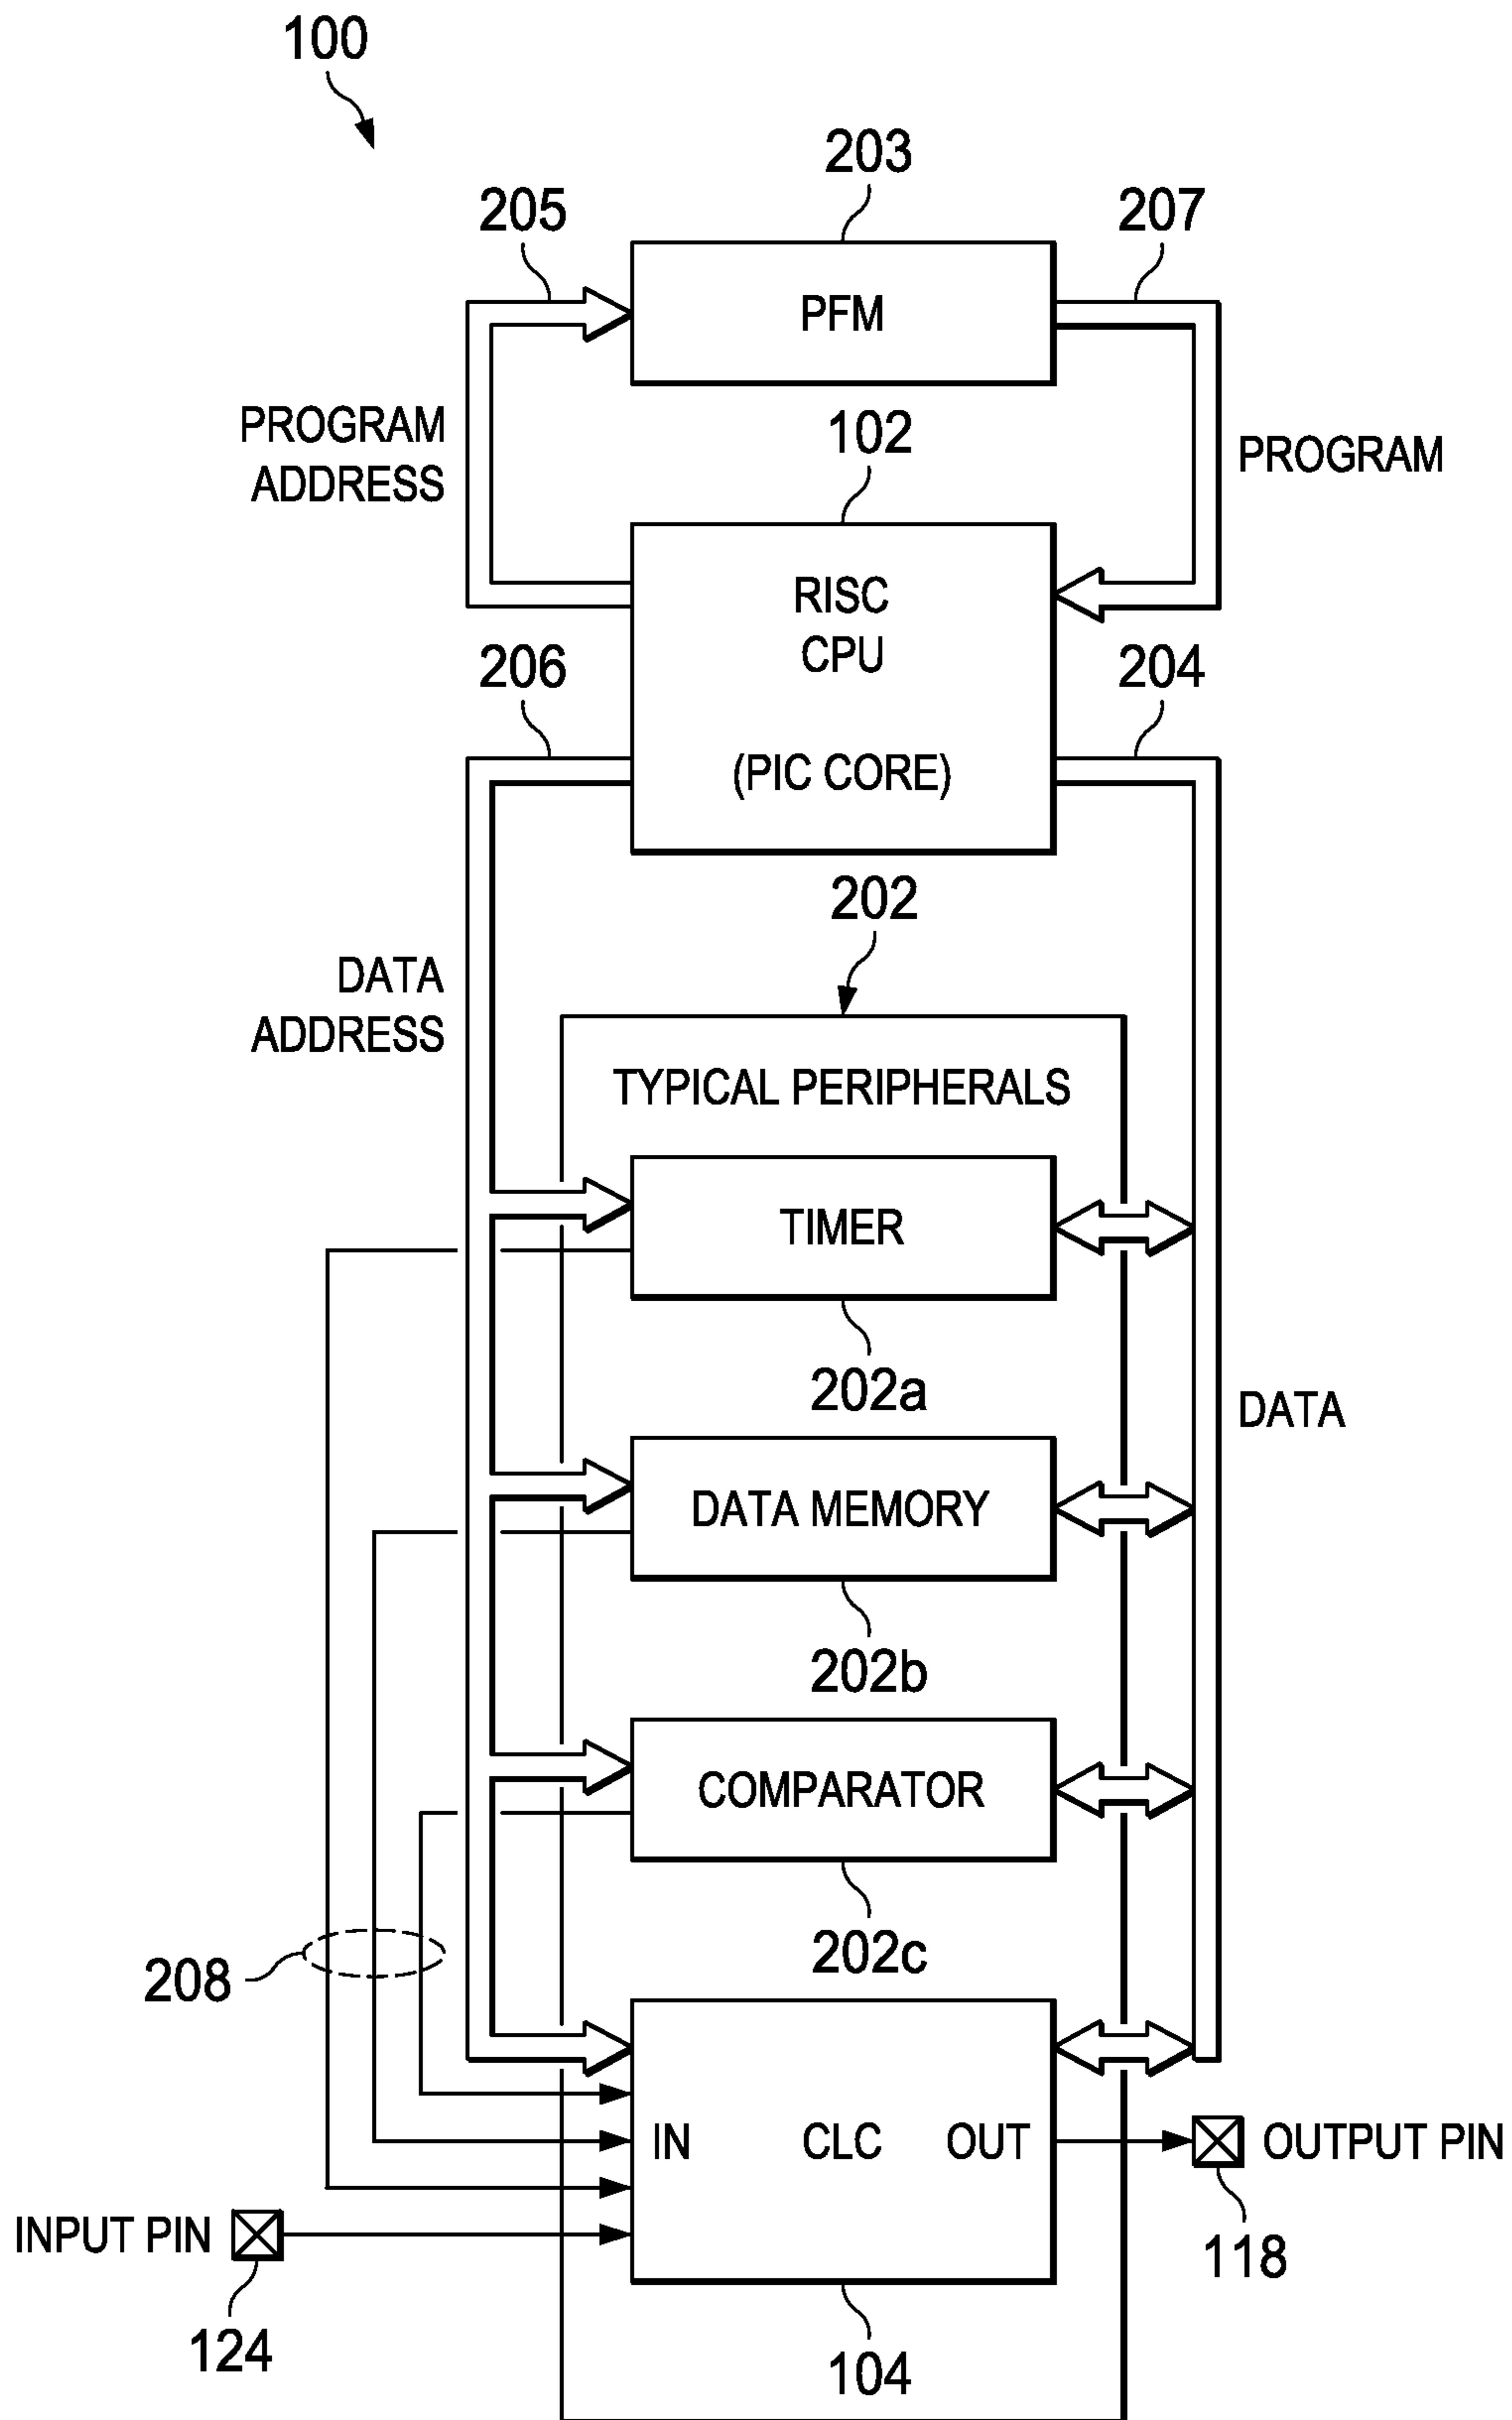 100
203
205
207
PFM
PROGRAM
ADDRESS
102
PROGRAM
RISC
CPU
(PIC CORE)
206
204
202
DATA
ADDRESS
TYPICAL PERIPHERALS
TIMER
202a
DATA
DATA MEMORY
202b
COMPARATOR
202c
208
IN
CLC
OUT
OUTPUT PIN
INPUT PIN
118
124
104